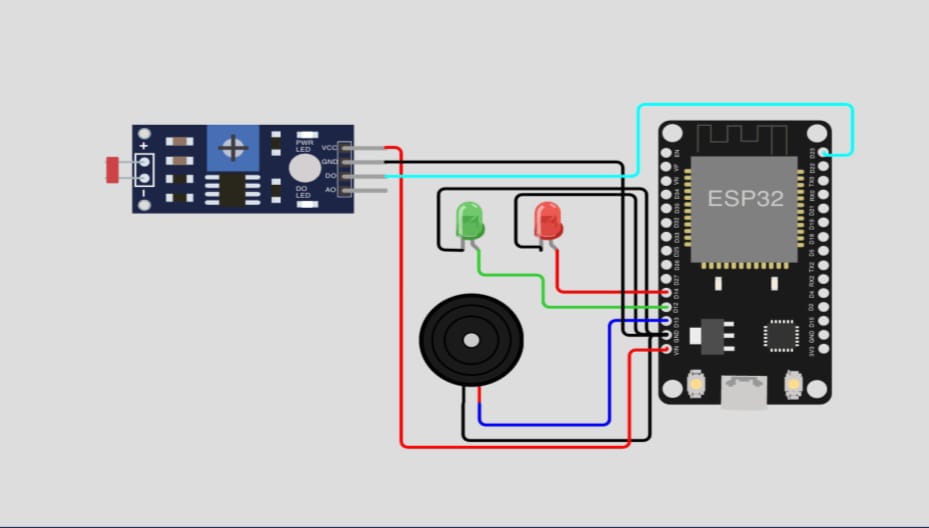 +
-
PWR
LED
DO
LED
VCC
GND
DO
AO
ESP32
EN
VP
VN
D34
D35
D32
D33
D25
D26
D27
D14
D12
D13
GND
VIN
D23
D22
TX0
RX0
D21
D19
D18
D5
TX2
RX2
D4
D2
D15
GND
3V3